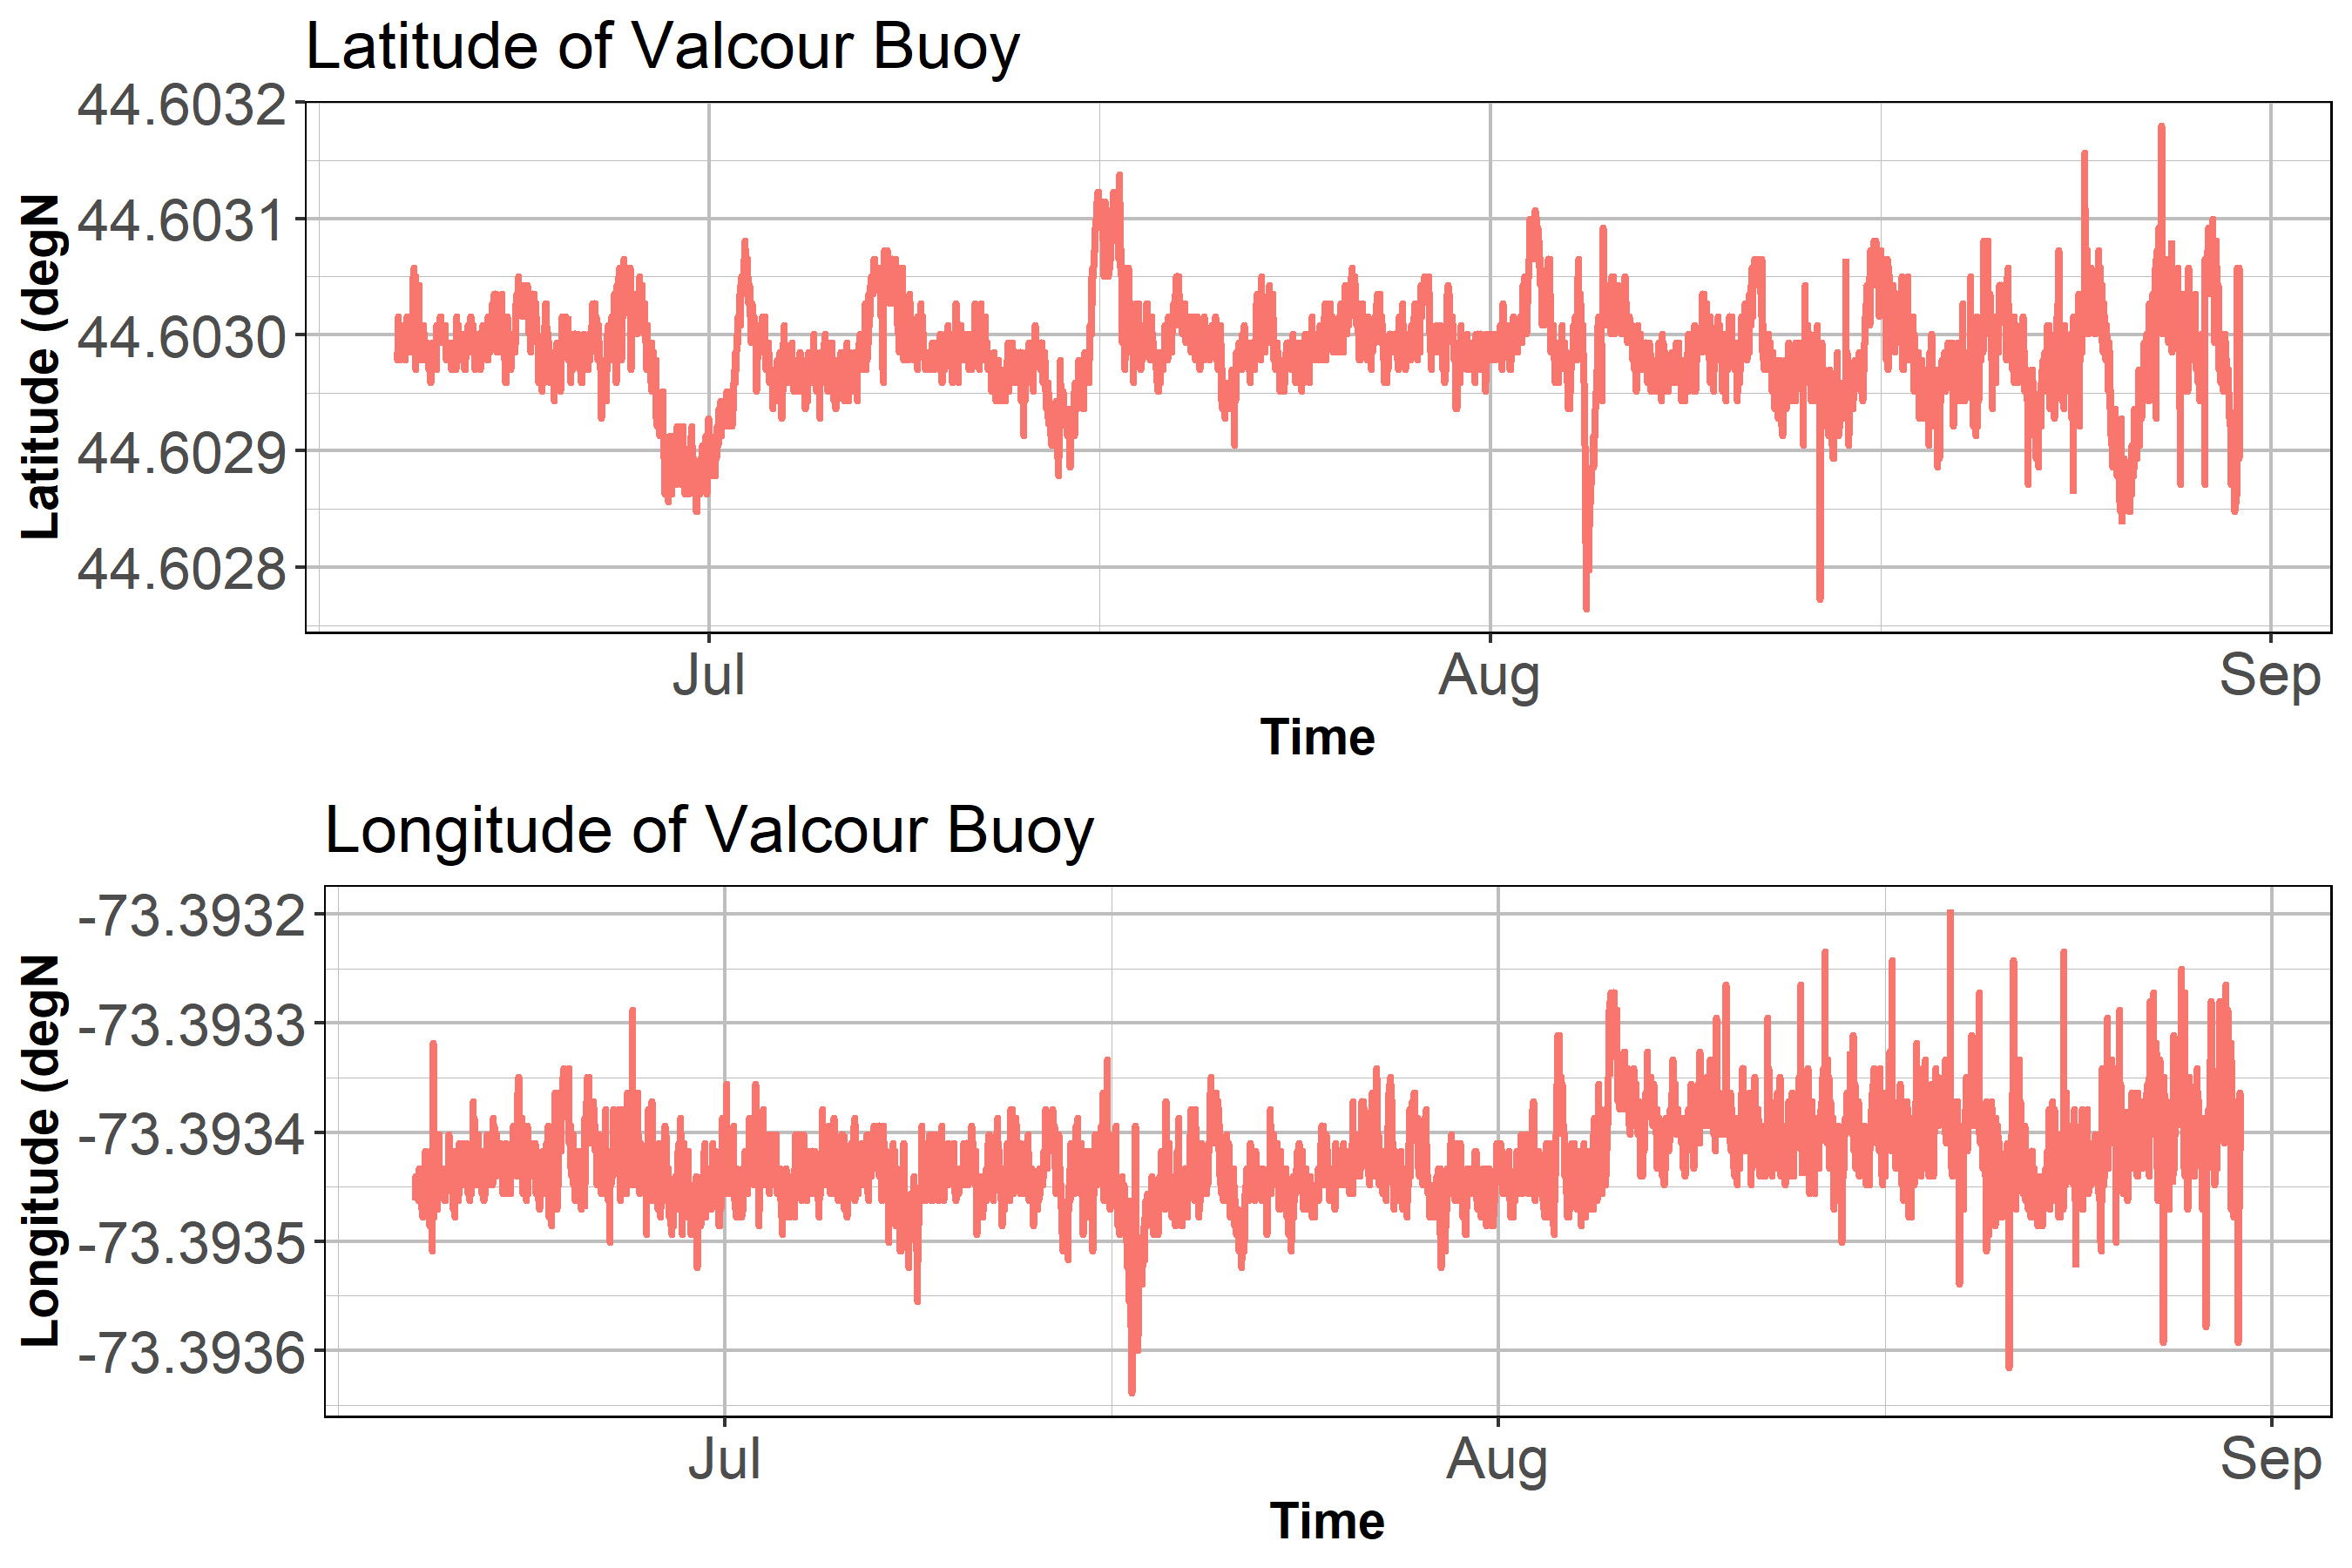 Latitude of Valcour Buoy
44.6032
44.6031
44.6030
44.6029
44.6028
Latitude (degN
Jul Aug Sep
Time
Longitude of Valcour Buoy
-73.3932
-73.3933
-73.3934
-73.3935
-73.3936
Longitude (degN
Jul Aug Sep
Time